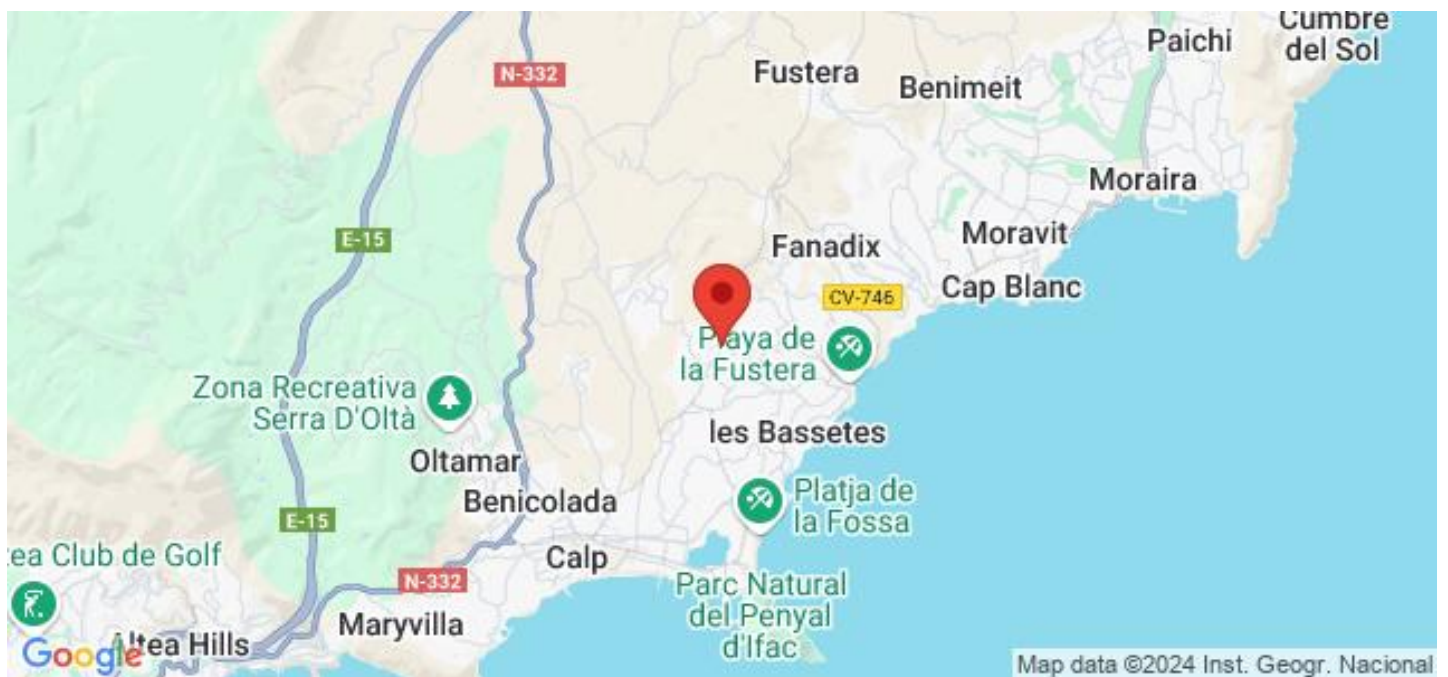 Cumbre
del Sol
Paichi
N-332
Fustera
Benimeit
Moraira
E-15
Fanadix
Moravit
Cap Blanc
CV-746
Playa de
la Fustera
Zona Recreativa
Serra D'Oltà
les Bassetes
Oltamar
Benicolada
Platja de
la Fossa
E-15
ea Club de Golf
Calp
N-332
Parc Natural
del Penyal
d'Ifac
Maryvilla
Altea Hills
Google
Map data ©2024 Inst. Geogr. Nacional